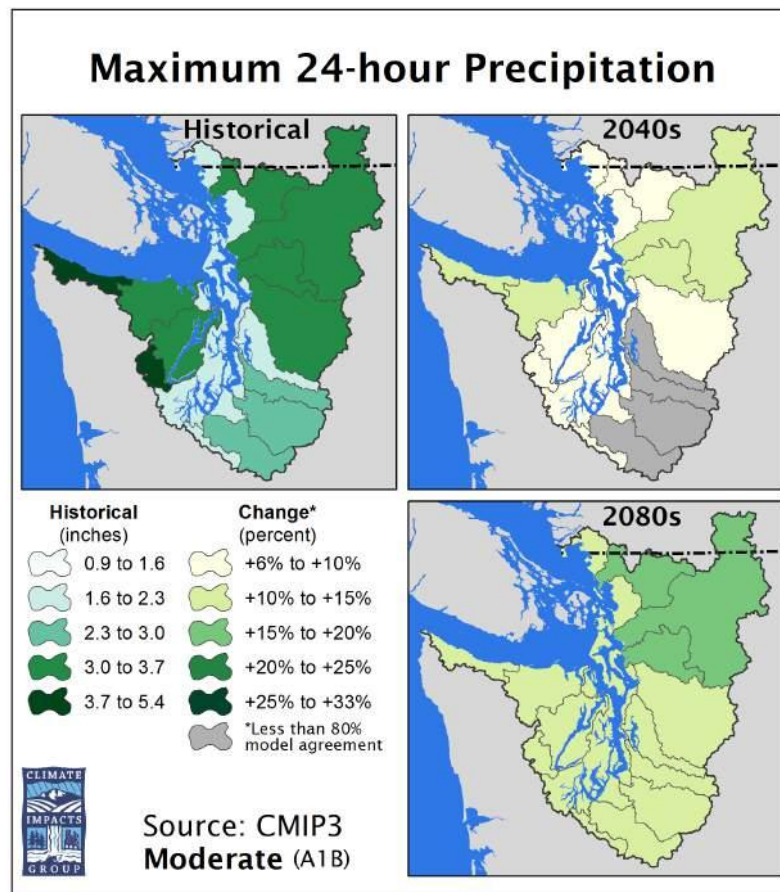 Maximum 24-hour Precipitation
Historical
2040s
Historical
(inches)
0.9 to 1.6
1.6 to 2.3
2.3 to 3.0
3.0 to 3.7
3.7 to 5.4
Change*
(percent)
+6% to +10%
+10% to +15%
+15% to +20%
+20% to +25%
+25% to +33%
*Less than 80%
model agreement
2080s
CLIMATE
IMPACTS
GROUP
Source: CMIP3
Moderate (A1B)